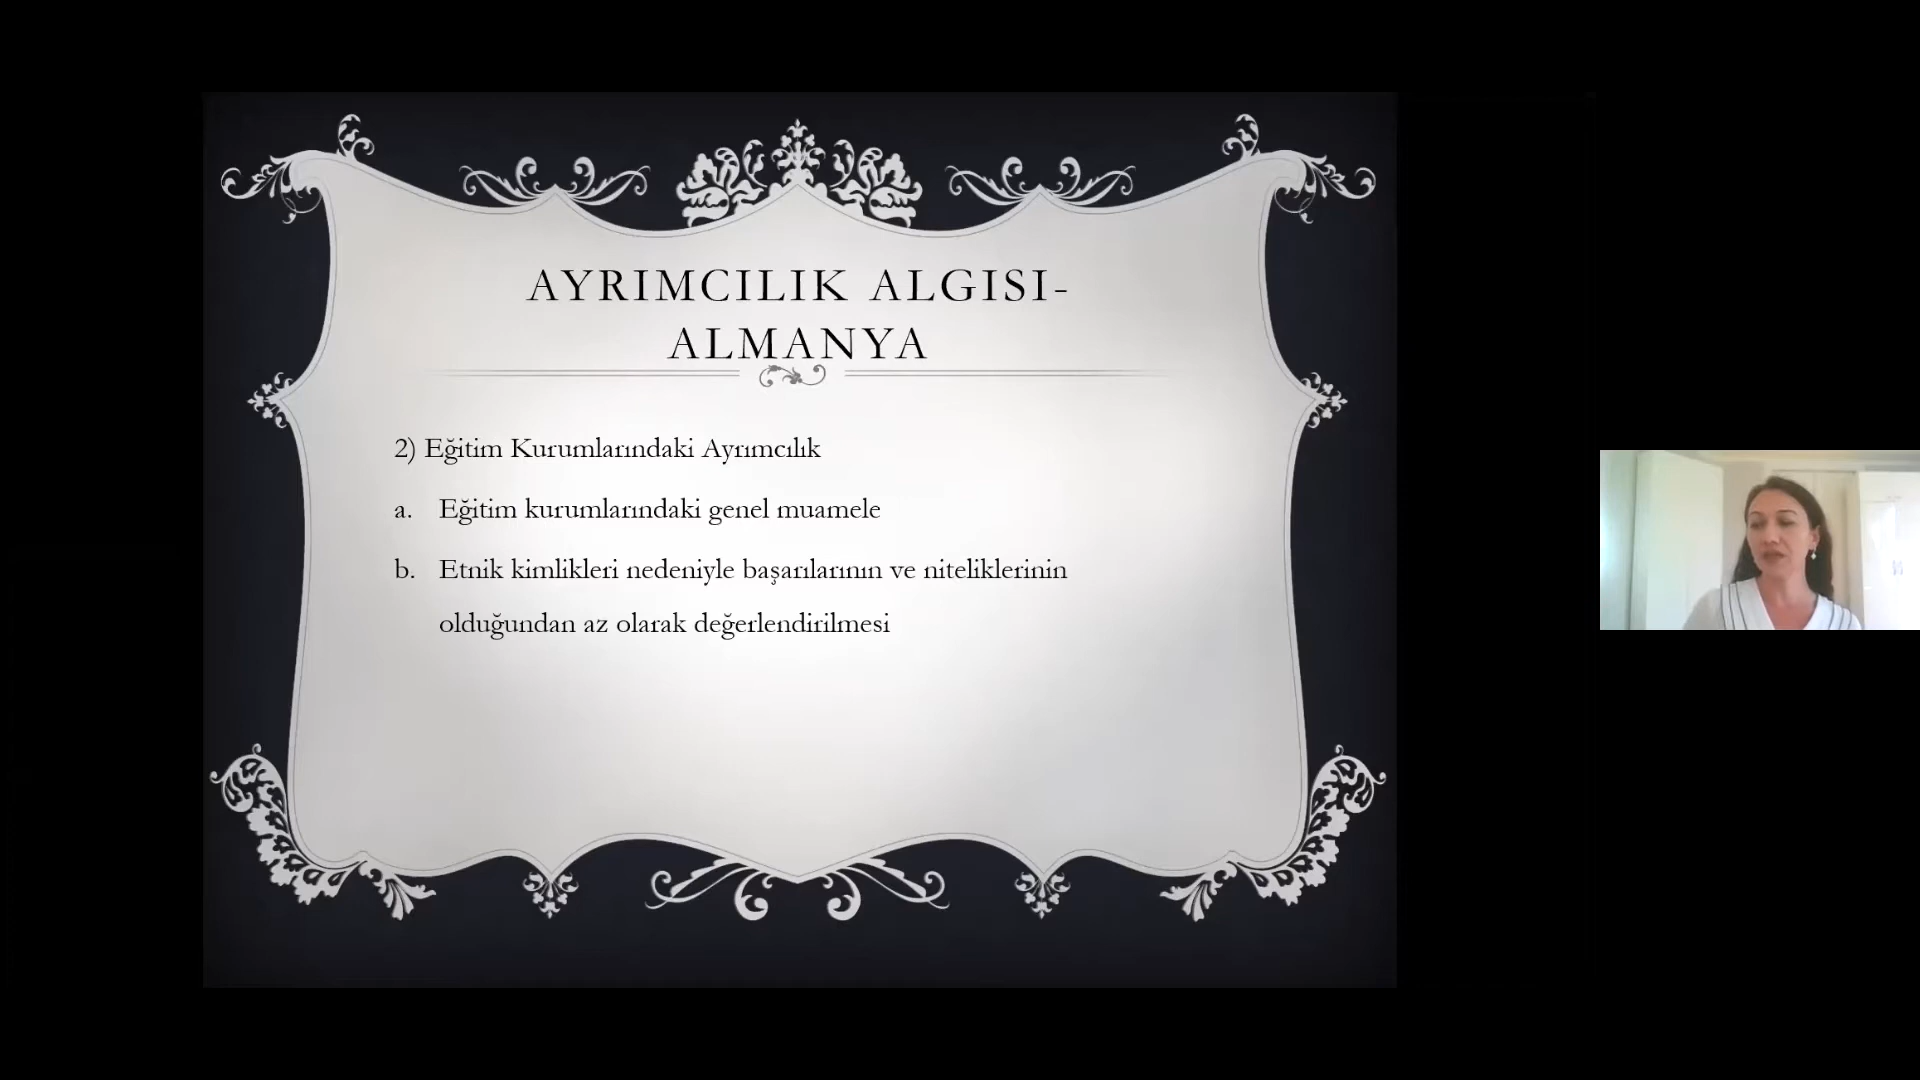 AYRIMCILIK ALGISI-
ALMANYA
2) Eğitim Kurumlarındaki Ayrımcılık
a. Eğitim kurumlarındaki genel muamele
b. Etnik kimlikleri nedeniyle başarılarının ve niteliklerinin
olduğundan az olarak değerlendirilmesi